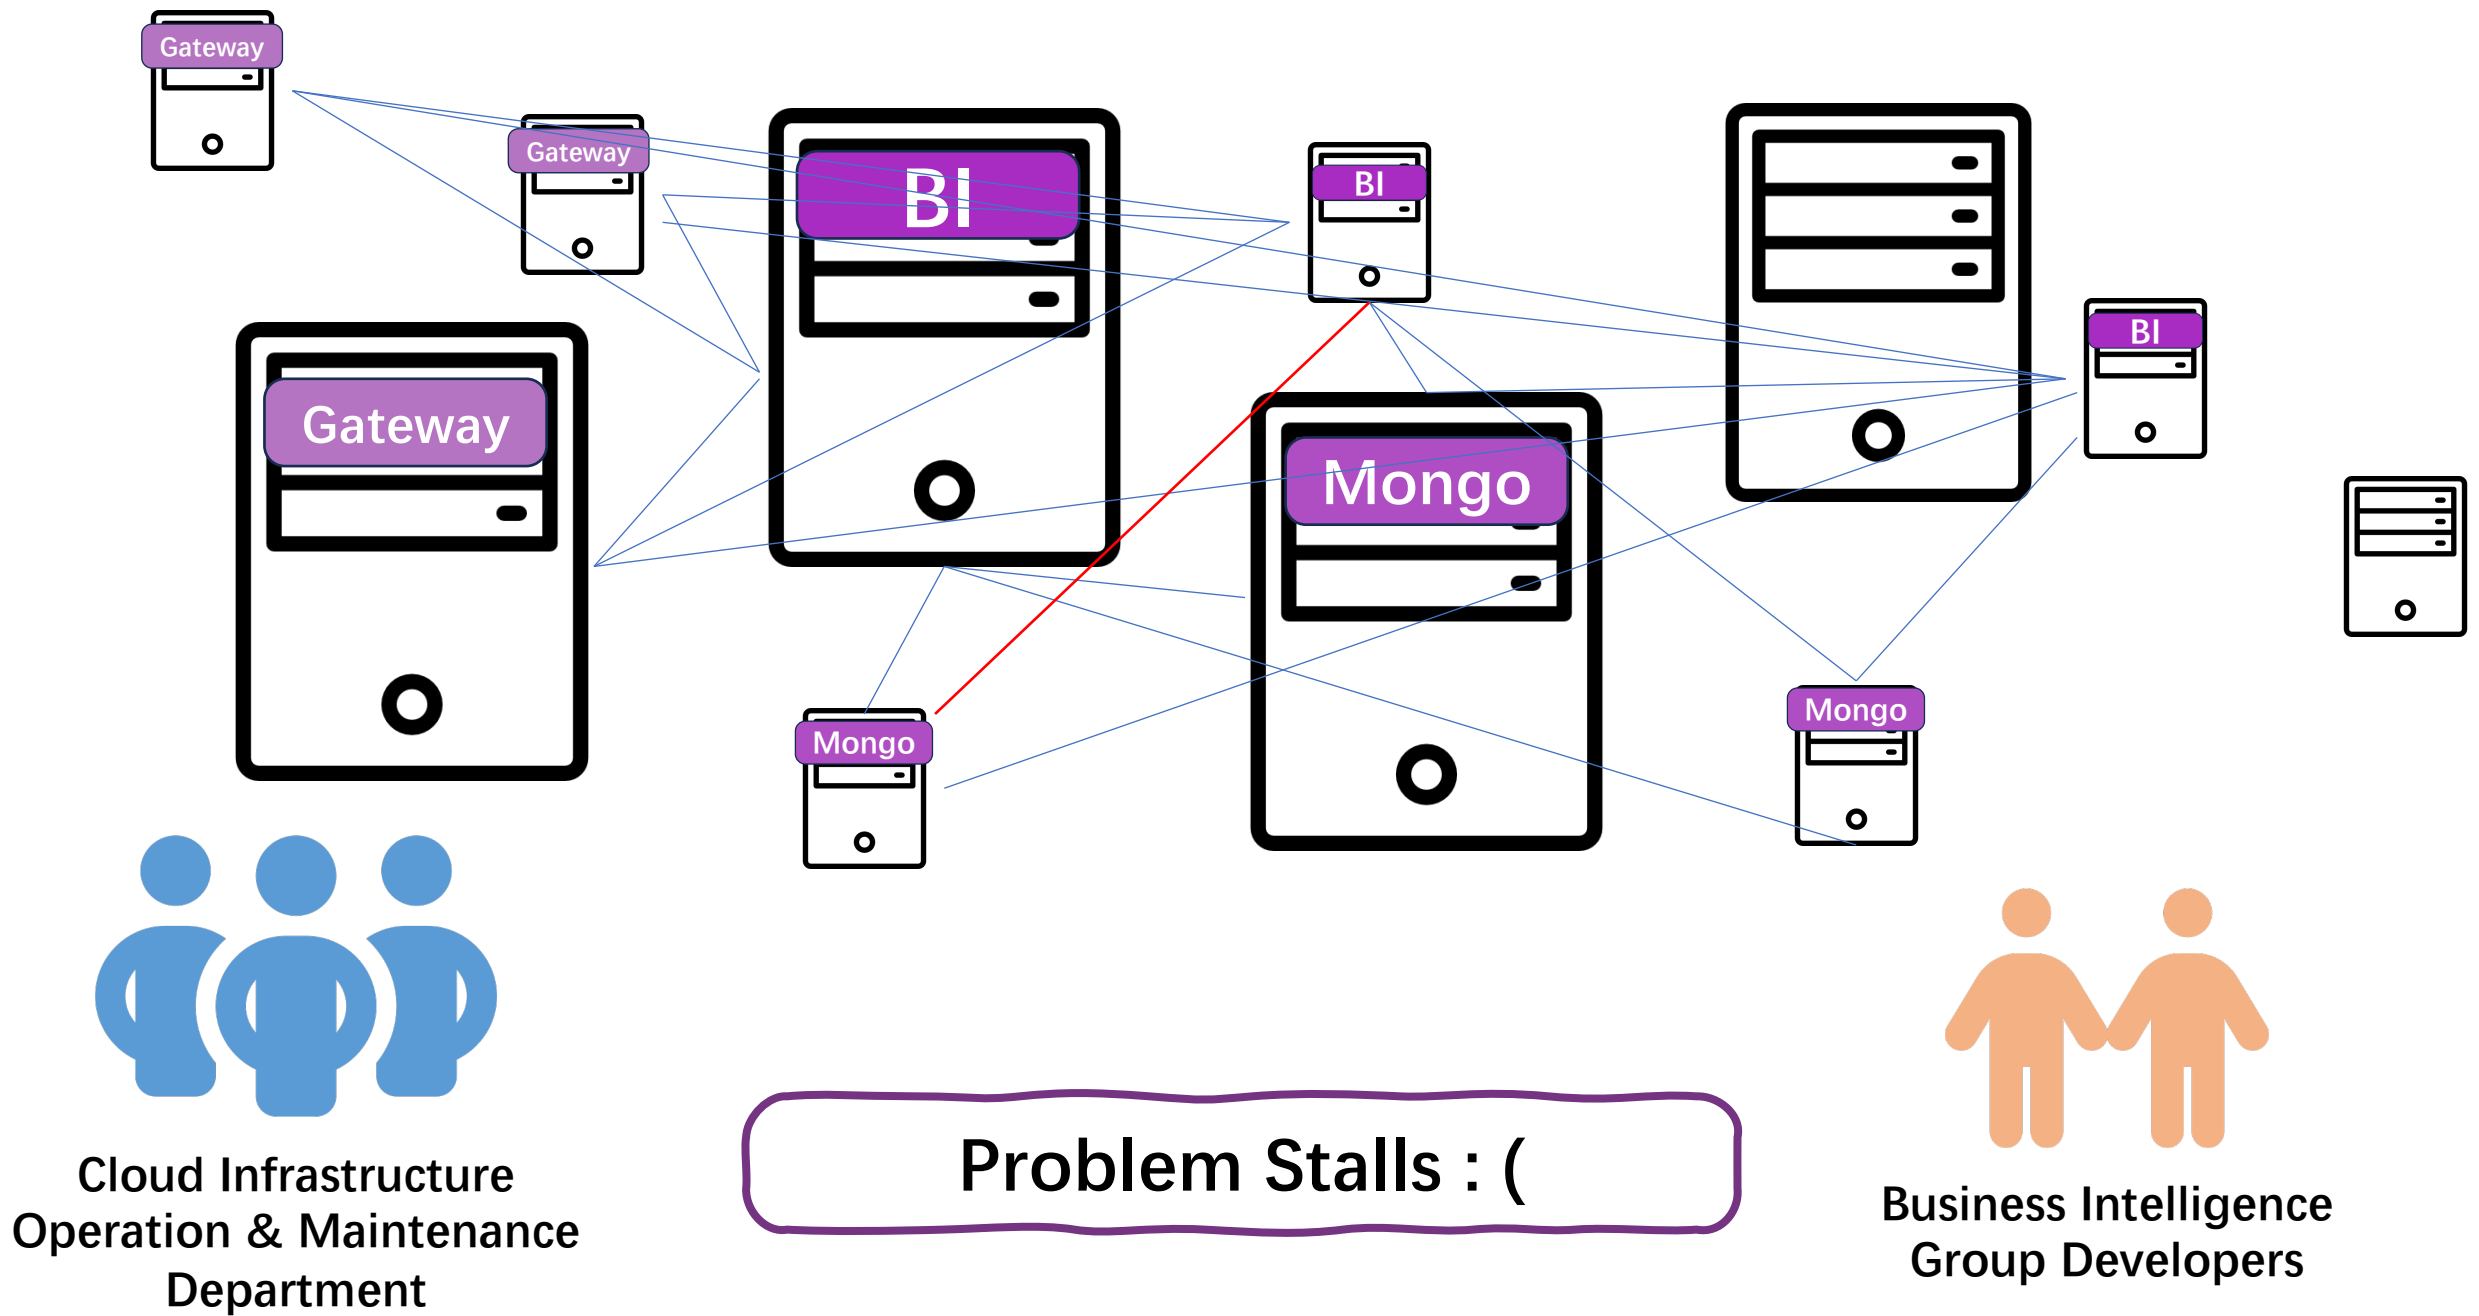 Gateway
Gateway
BI
BI
BI
Gateway
Mongo
Mongo
Mongo
Problem Stalls : (
Cloud Infrastructure
Operation & Maintenance
Department
Business Intelligence
Group Developers